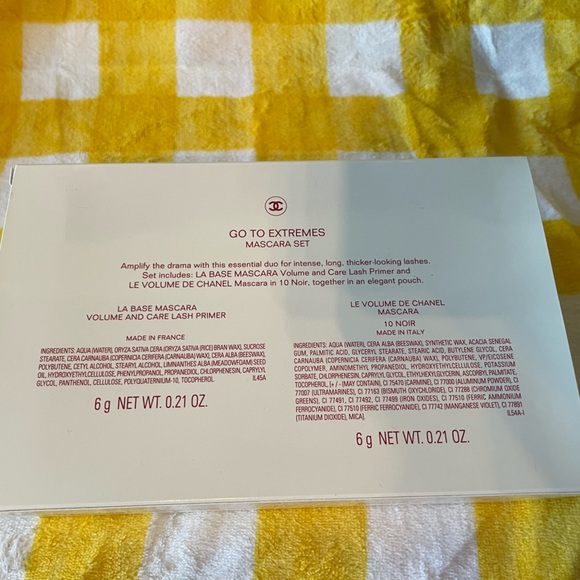 GO TO EXTREMES
MASCARA SET
Amplify the drama with this essential duo for intense, long, thicker-looking lashes.
Set includes: LA BASE MASCARA Volume and Care Lash Primer and
LE VOLUME DE CHANEL Mascara in 10 Noir, together in an elegant pouch.
LA BASE MASCARA
VOLUME AND CARE LASH PRIMER
MADE IN FRANCE
INGREDIENTS: AQUA (WATER), ORYZA SATIVA CERA (ORYZA SATIVA (RICE) BRAN WAX), SUCROSE
STEARATE, CERA CARNAUBA (COPERNICIA CERIFERA (CARNAUBA) WAX), CERA ALBA (BEESWAX),
POLYBUTENE, CETYL ALCOHOL, STEARYL ALCOHOL, LIMNANTHES ALBA (MEADOWFOAM) SEED
OIL, HYDROXYETHYLCELLULOSE, PHENYLPROPANOL, PROPANEDIOL, CHLORPHENESIN, CAPRYLYL
GLYCOL, PANTHENOL, CELLULOSE, POLYQUATERNIUM-10, TOCOPHEROL. IL45A
6 g NET WT. 0.21 OZ.
LE VOLUME DE CHANEL
MASCARA
10 NOIR
MADE IN ITALY
INGREDIENTS: AQUA (WATER), CERA ALBA (BEESWAX), SYNTHETIC WAX, ACACIA SENEGAL
GUM, PALMITIC ACID, GLYCERYL STEARATE, STEARIC ACID, BUTYLENE GLYCOL, CERA
CARNAUBA (COPERNICIA CERIFERA (CARNAUBA) WAX), POLYBUTENE, VP/EICOSENE
COPOLYMER, AMINOMETHYL PROPANEDIOL, HYDROXYETHYLCELLULOSE, POTASSIUM
SORBATE, CHLORPHENESIN, CAPRYLYL GLYCOL, ETHYLHEXYLGLYCERIN, ASCORBYL PALMITATE,
TOCOPHEROL, [+ / - (MAY CONTAIN), CI 75470 (CARMINE), CI 77000 (ALUMINUM POWDER), CI
77007 (ULTRAMARINES), CI 77163 (BISMUTH OXYCHLORIDE), CI 77288 (CHROMIUM OXIDE
GREENS), CI 77491, CI 77492, CI 77499 (IRON OXIDES), CI 77510 (FERRIC AMMONIUM
FERROCYANIDE), CI 77510 (FERRIC FERROCYANIDE), CI 77742 (MANGANESE VIOLET), CI 77891
(TITANIUM DIOXIDE), MICA]. IL54A-I
6 g NET WT. 0.21 OZ.